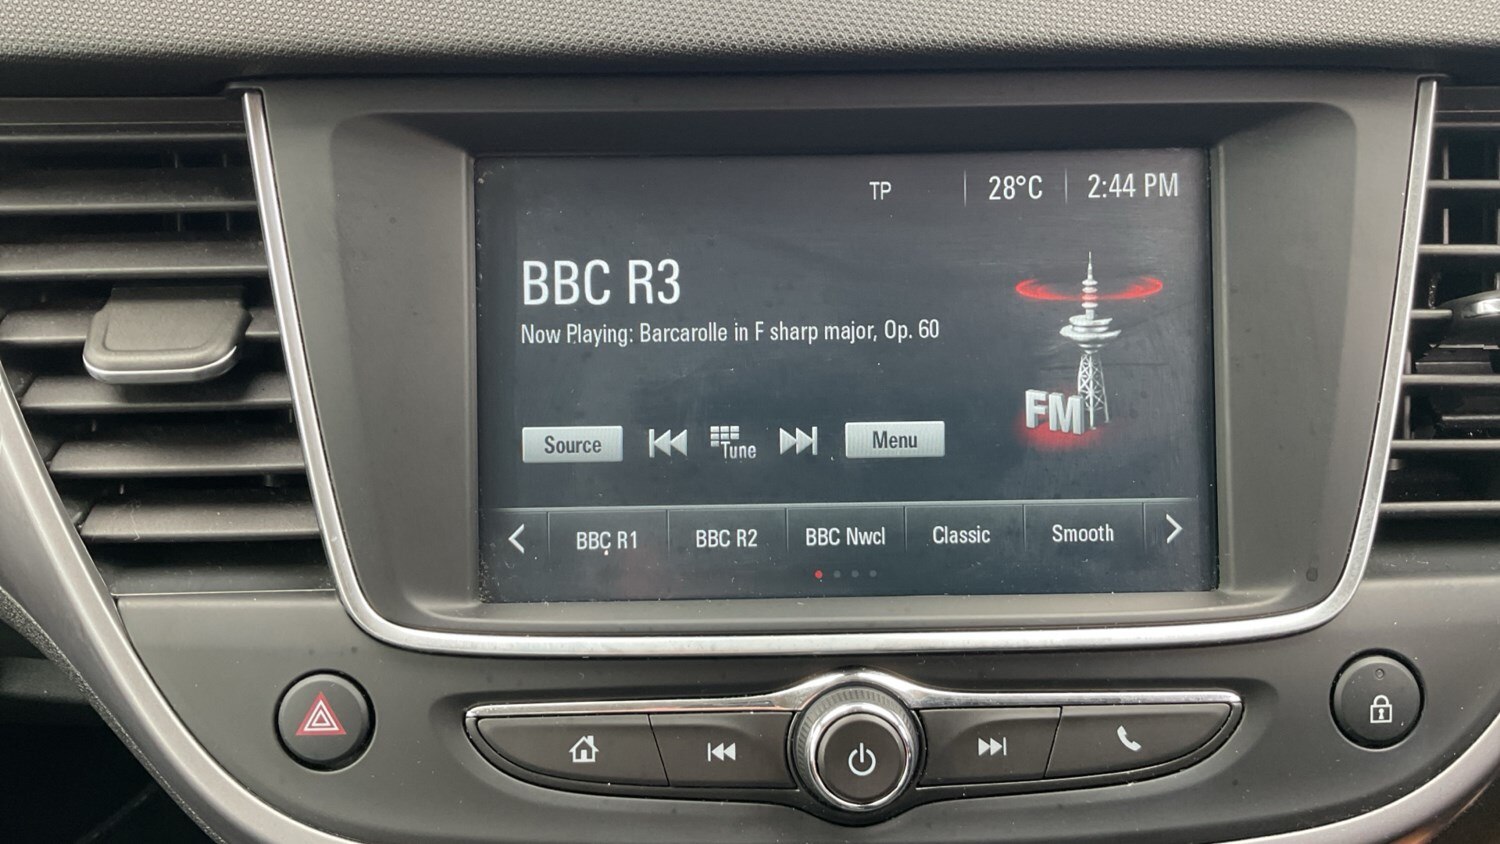 TP 28°C 2:44 PM
BBC R3
Now Playing: Barcarolle in F sharp major, Op. 60
FM
Source Tune Menu
BBC R1 BBC R2 BBC Nwcl Classic Smooth